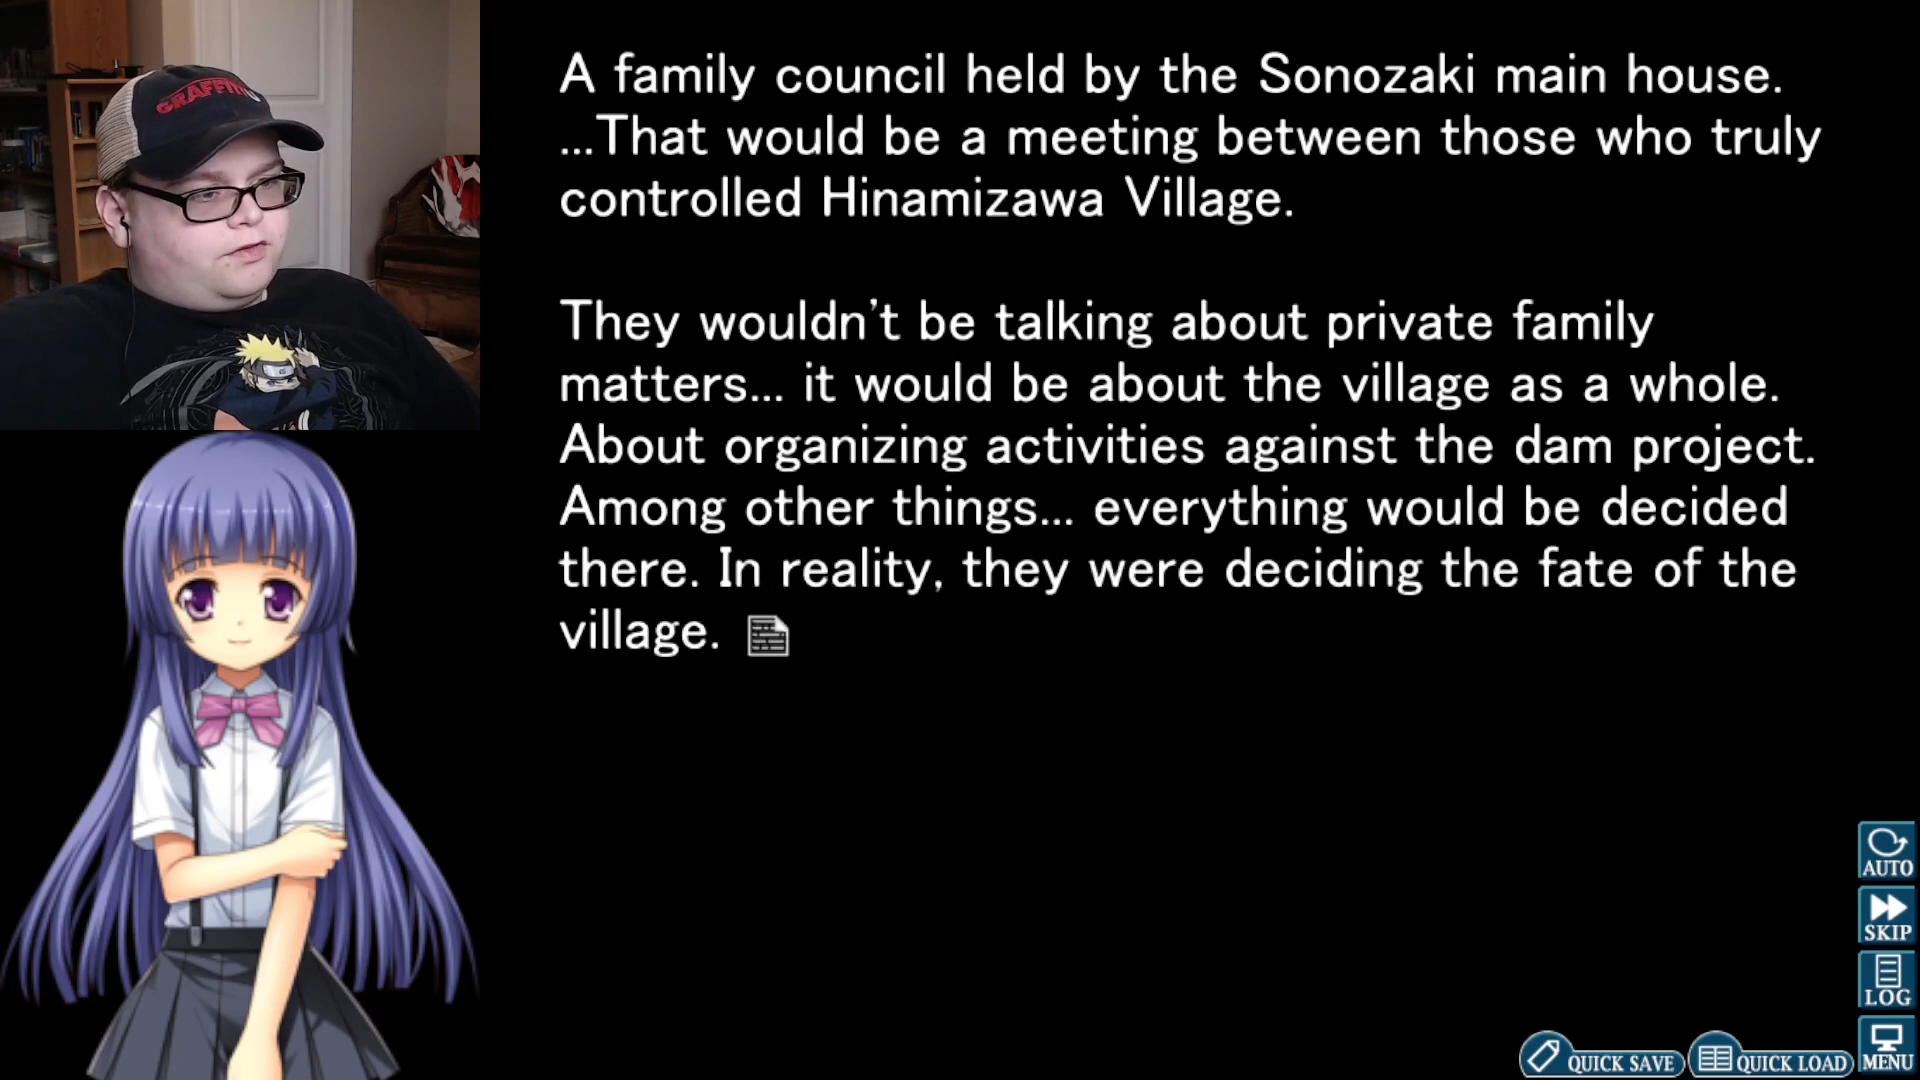 GRAFFITI
A family council held by the Sonozaki main house.
...That would be a meeting between those who truly
controlled Hinamizawa Village.
They wouldn't be talking about private family
matters... it would be about the village as a whole.
About organizing activities against the dam project.
Among other things... everything would be decided
there. In reality, they were deciding the fate of the
village.
AUTO
SKIP
LOG
MENU
QUICK SAVE
QUICK LOAD